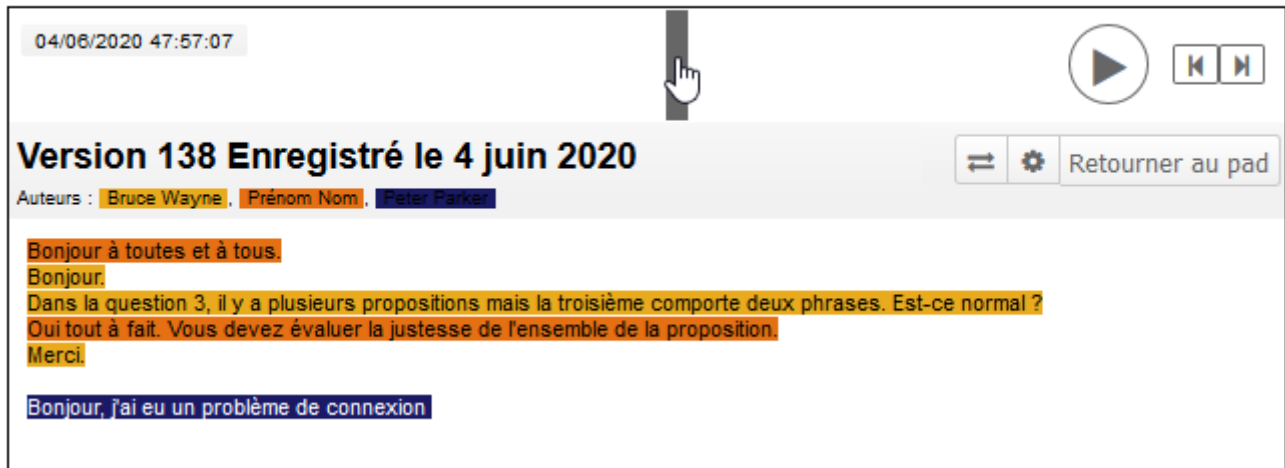 04/06/2020 47:57:07
Version 138 Enregistré le 4 juin 2020
Retourner au pad
Auteurs : Bruce Wayne, Prénom Nom, Peter Parker
Bonjour à toutes et à tous.
Bonjour.
Dans la question 3, il y a plusieurs propositions mais la troisième comporte deux phrases. Est-ce normal ?
Oui tout à fait. Vous devez évaluer la justesse de l'ensemble de la proposition.
Merci.
Bonjour, j'ai eu un problème de connexion